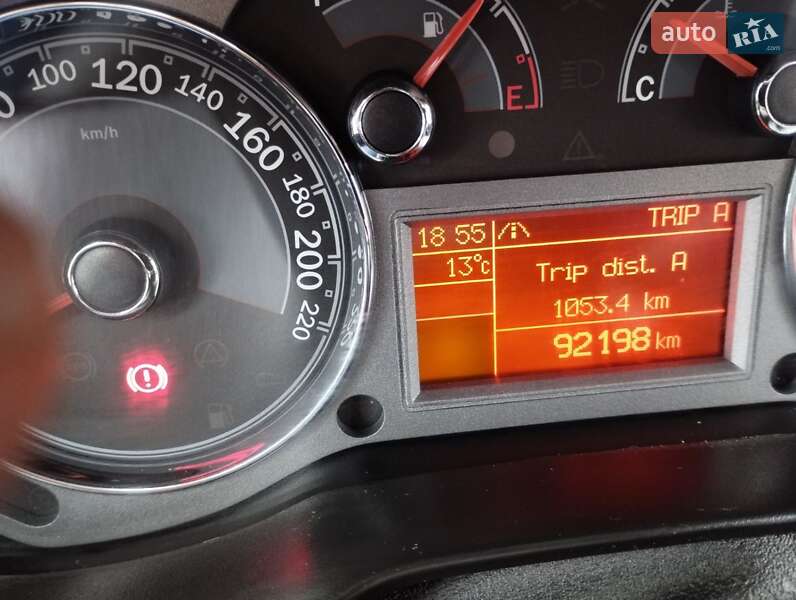 auto RIA .com
100 120 140 160 180 200 220
km/h
E
C
TRIP A
18 55
13°C
Trip dist. A
1053.4 km
92198 km